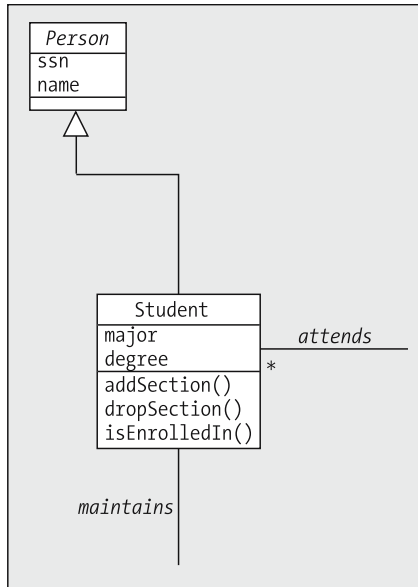 Person
ssn
name
Student
major
degree
attends
*
addSection()
dropSection()
isEnrolledIn()
maintains